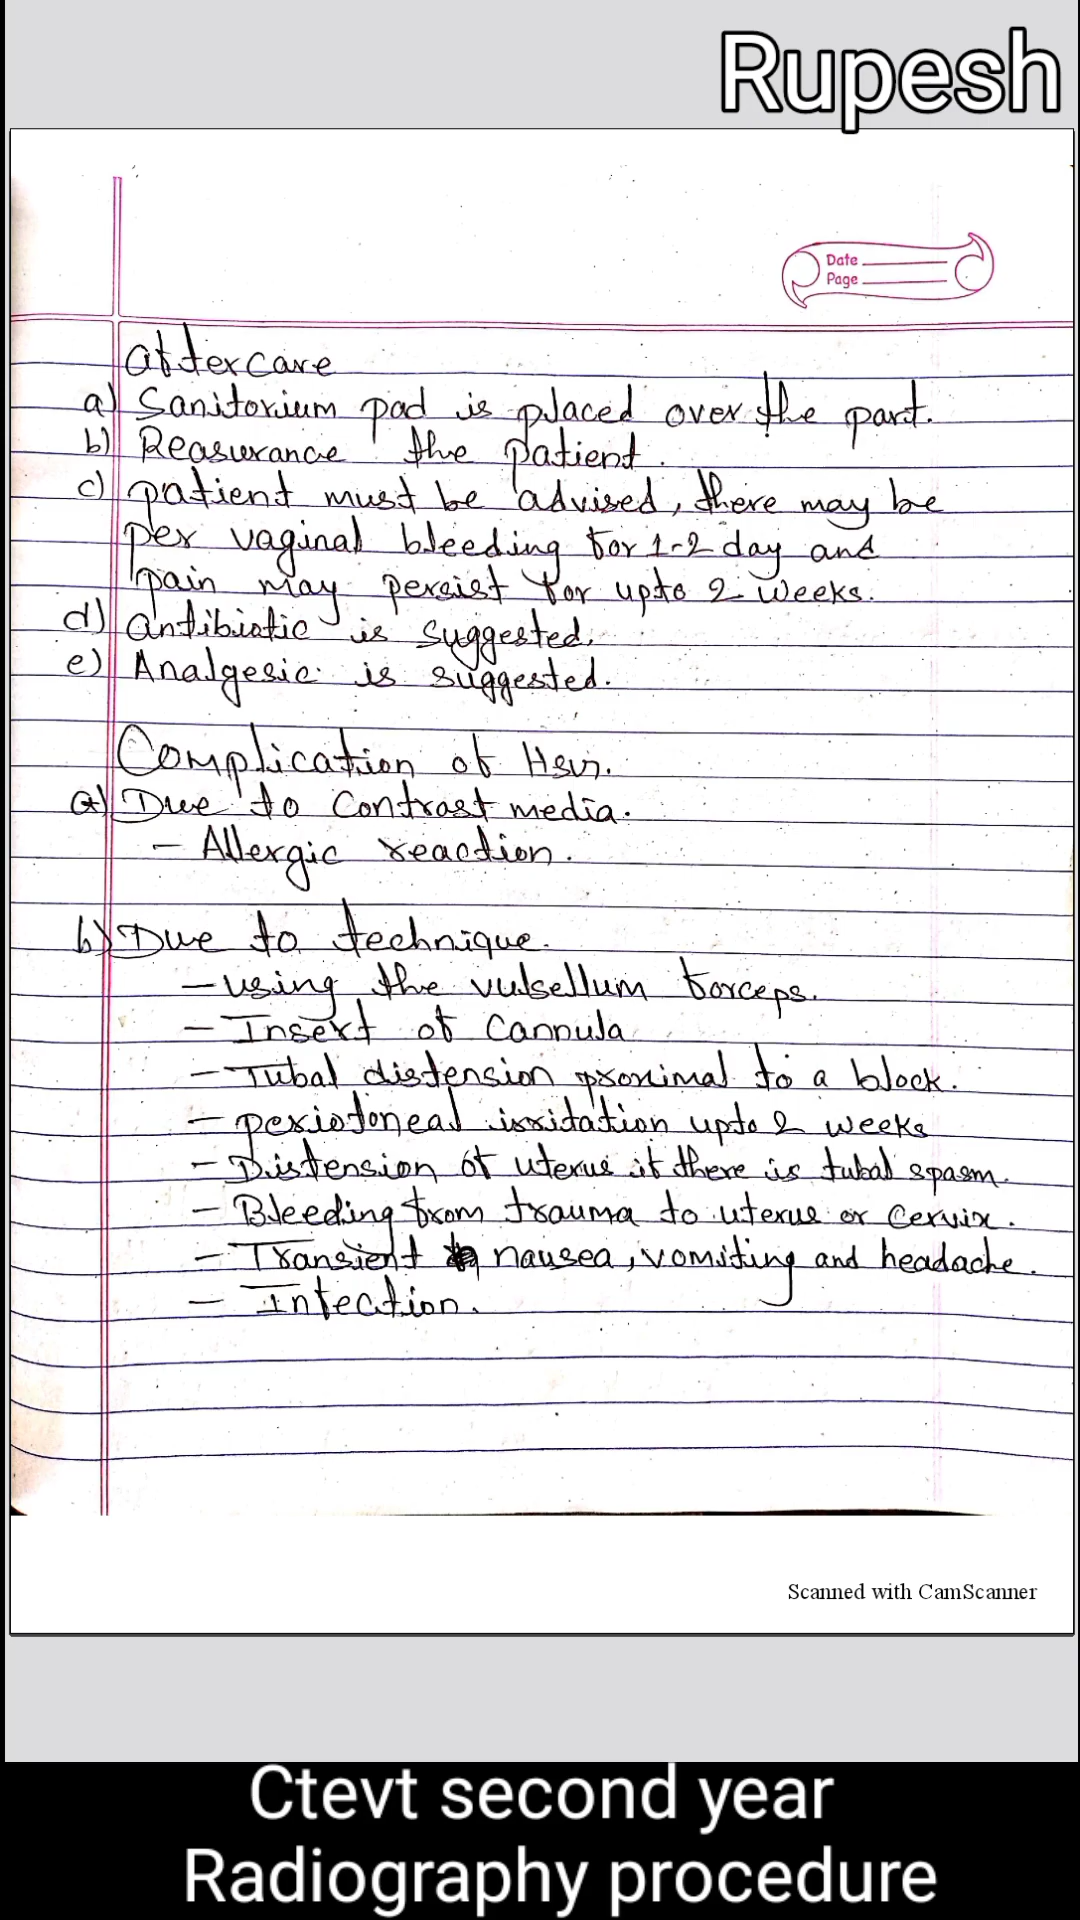 Rupesh
Date
Page
aftercare
a) Sanitorium pad is placed over the part.
b) Reasurance the patient.
c) patient must be advised, there may be
per vaginal bleeding for 1-2 day and
pain may persist for upto 2 weeks.
d) antibiotic is suggested.
e) Analgesic is suggested.
Complication of
a) Due to contrast media.
- Allergic reaction.
b) Due to technique.
- using the vulsellum forceps.
- Insert of cannula
- Tubal distension proximal to a block.
- periotoneal irritation upto 2 weeks
- Distension of uterus if there is tubal spasm.
- Bleeding from trauma to uterus or cervix.
- Transient nausea, vomiting and headache.
- Infection.
Scanned with CamScanner
Ctevt second year
Radiography procedure